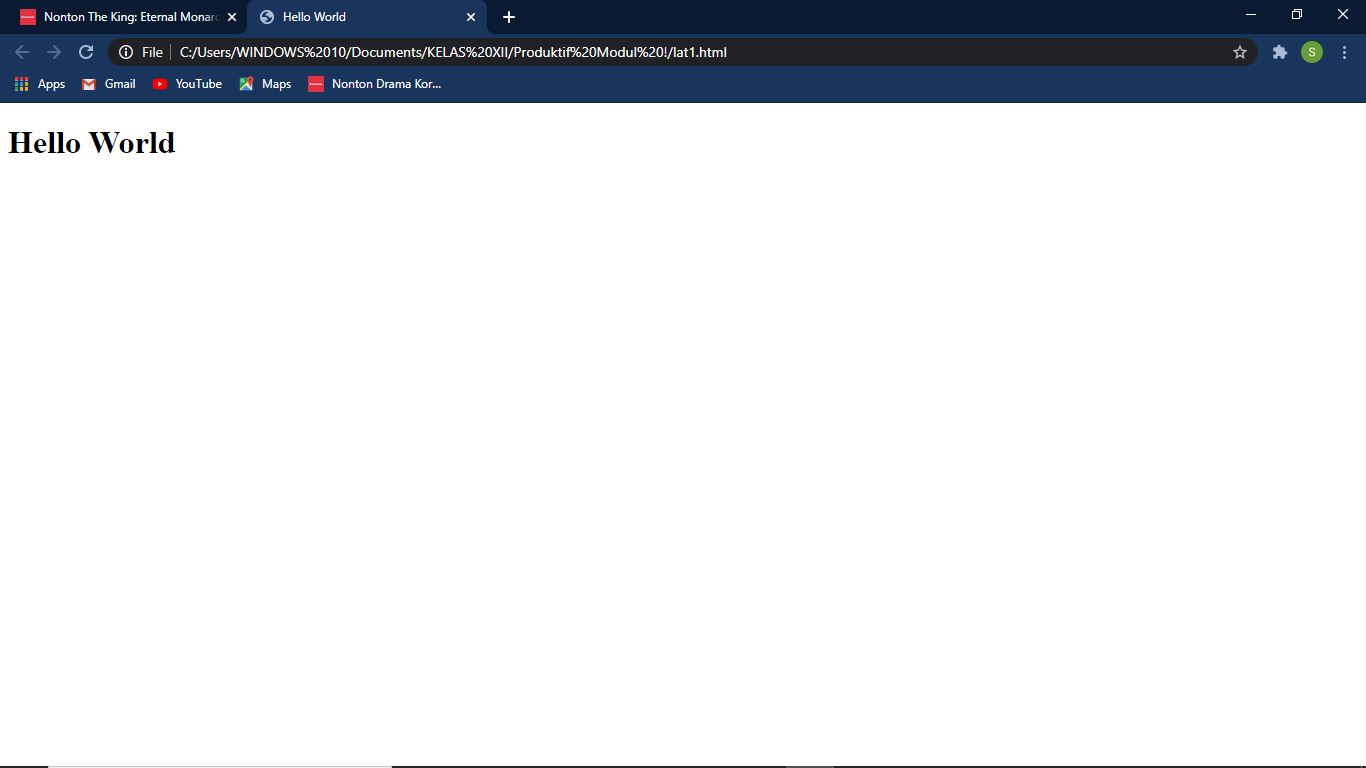 Nonton The King: Eternal Monarc
Hello World
File
C:/Users/WINDOWS%2010/Documents/KELAS%20XII/Produktif%20Modul%20!/lat1.html
S
Apps
Gmail
YouTube
Maps
Nonton Drama Kor...
Hello World